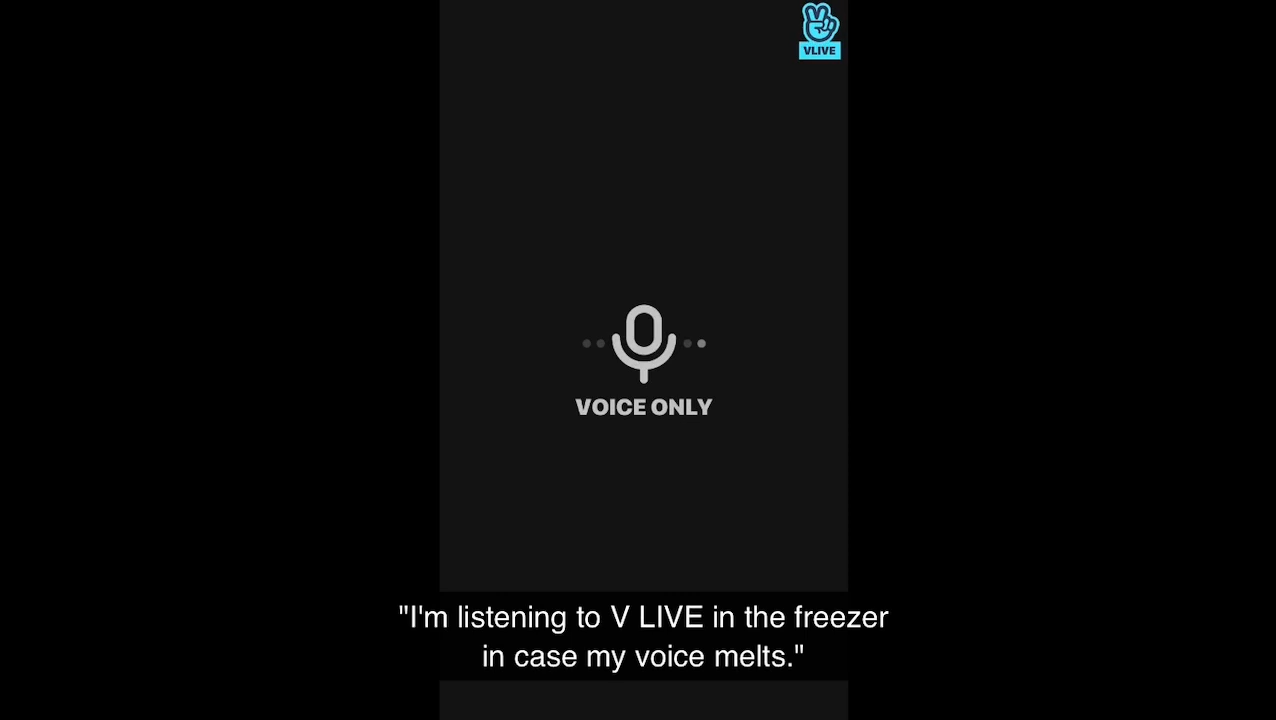 VLIVE
VOICE ONLY
"I'm listening to V LIVE in the freezer
in case my voice melts."